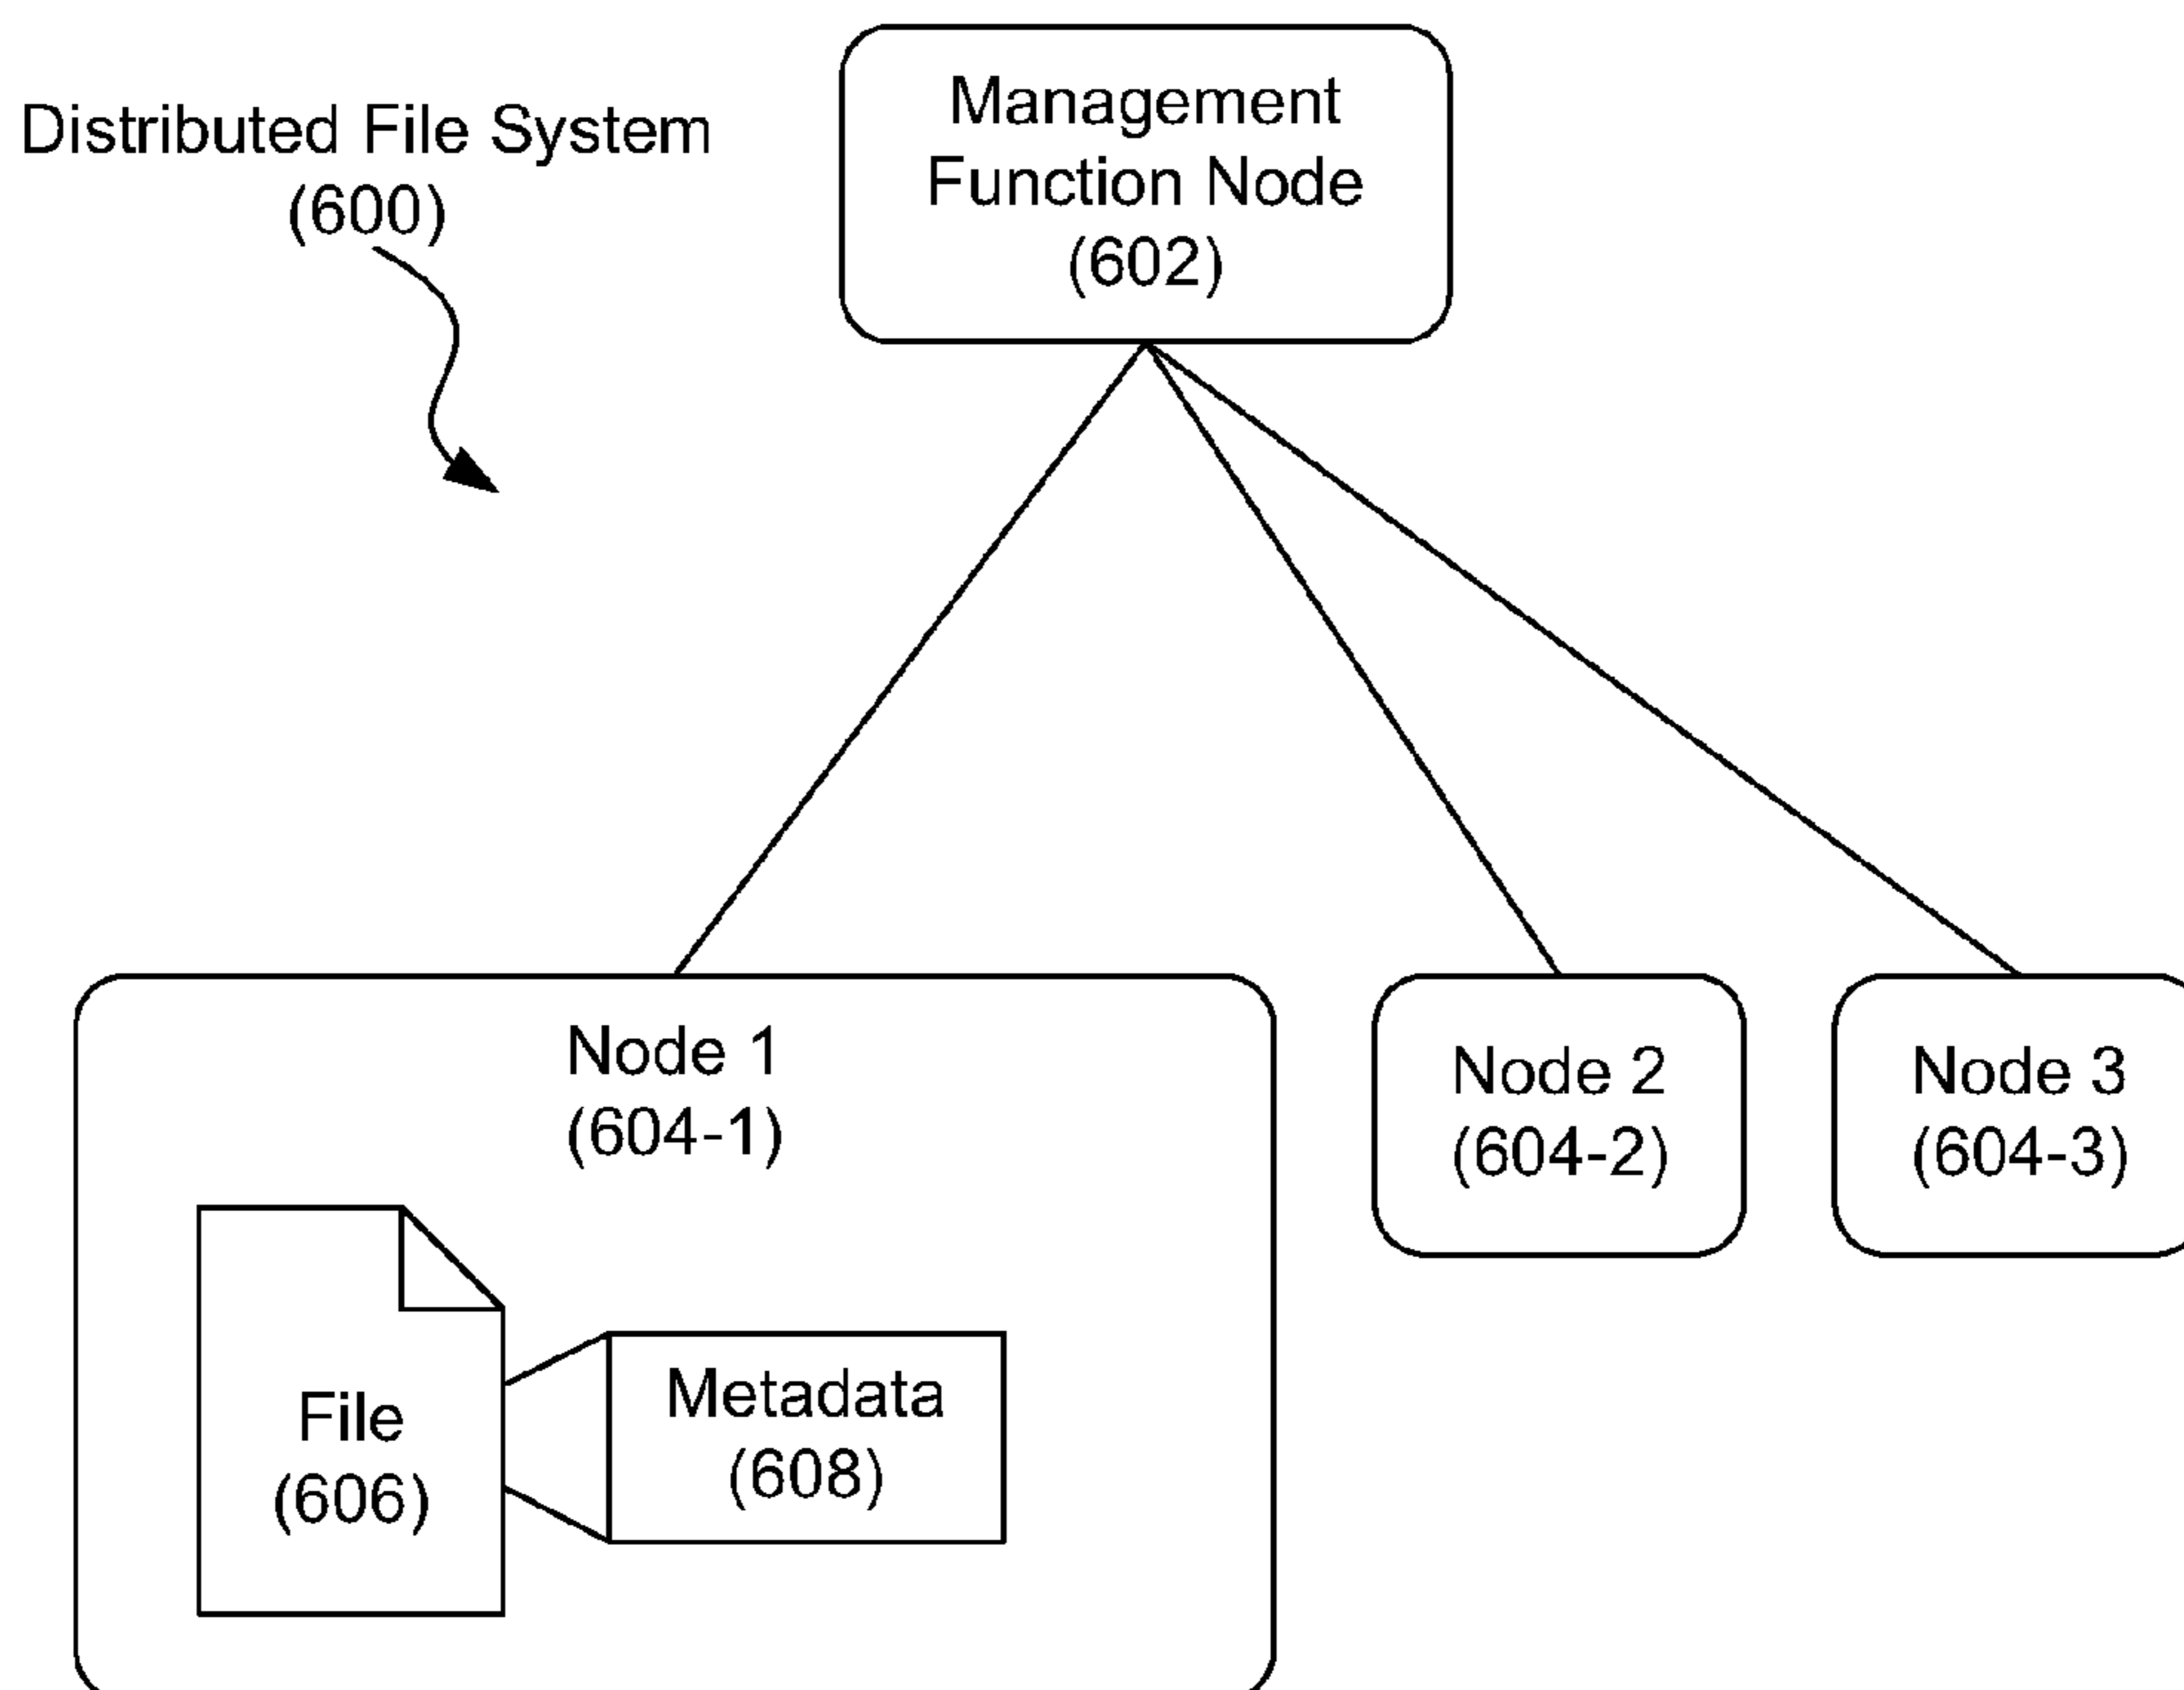 Distributed File System
(600)
Management
Function Node
(602)
Node 1
(604-1)
Node 2
(604-2)
Node 3
(604-3)
File
(606)
Metadata
(608)